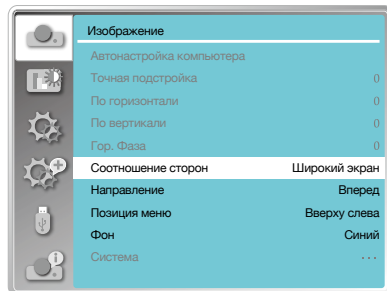 Изображение
Автонастройка компьютера
Точная подстройка 0
По горизонтали 0
По вертикали 0
Гор. Фаза 0
Соотношение сторон Широкий экран
Направление Вперед
Позиция меню Вверху слева
Фон Синий
Система ...